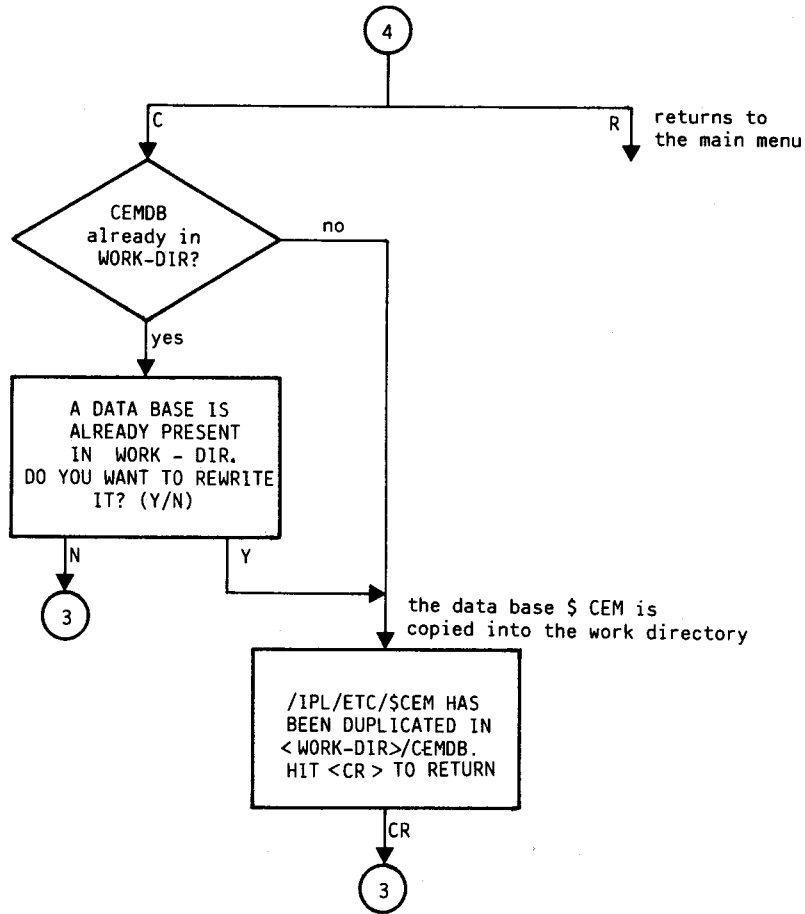 4
C
R
returns to
the main menu
CEMDB
already in
WORK-DIR?
no
yes
A DATA BASE IS
ALREADY PRESENT
IN WORK - DIR.
DO YOU WANT TO REWRITE
IT? (Y/N)
N
Y
3
the data base $ CEM is
copied into the work directory
/IPL/ETC/$CEM HAS
BEEN DUPLICATED IN
<WORK-DIR>/CEMDB.
HIT <CR> TO RETURN
CR
3